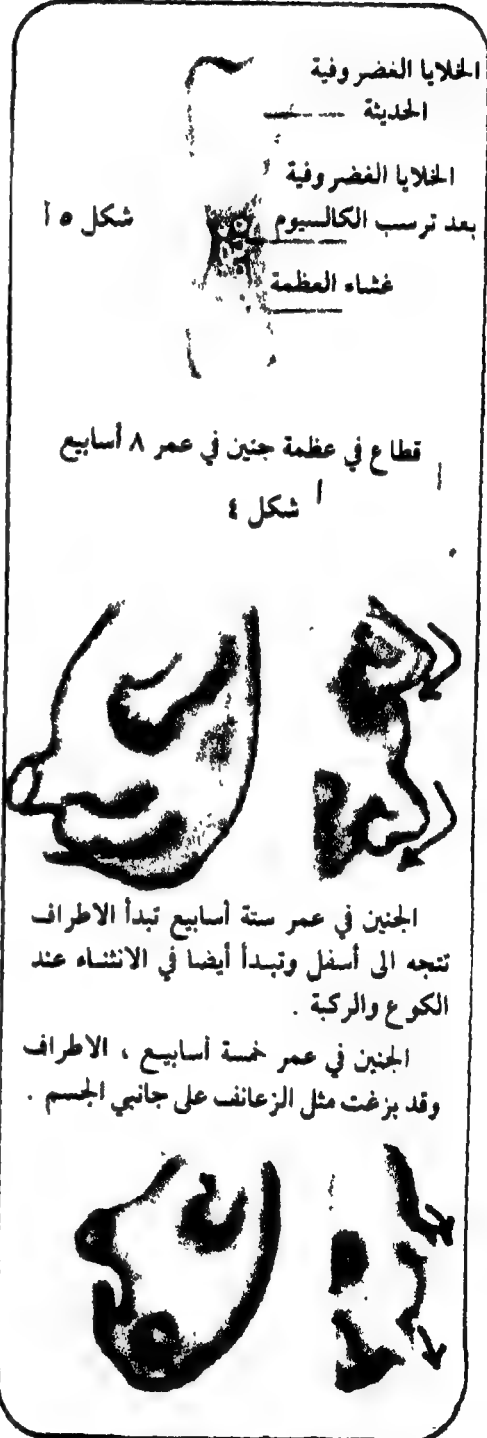 الخلايا الغضروفية
الحديثة
الخلايا الغضروفية
بعد ترسب الكالسيوم
شكل ٥ أ
غشاء العظمة
قطاع في عظمة جنين في عمر ٨ أسابيع
شكل ٤
الجنين في عمر ستة أسابيع تبدأ الاطراف
تتجه الى أسفل وتبدأ أيضا في الانثناء عند
الكوع والركبة .
الجنين في عمر خمسة أسابيع ، الاطراف
وقد بزغت مثل الزعانف على جانبي الجسم .